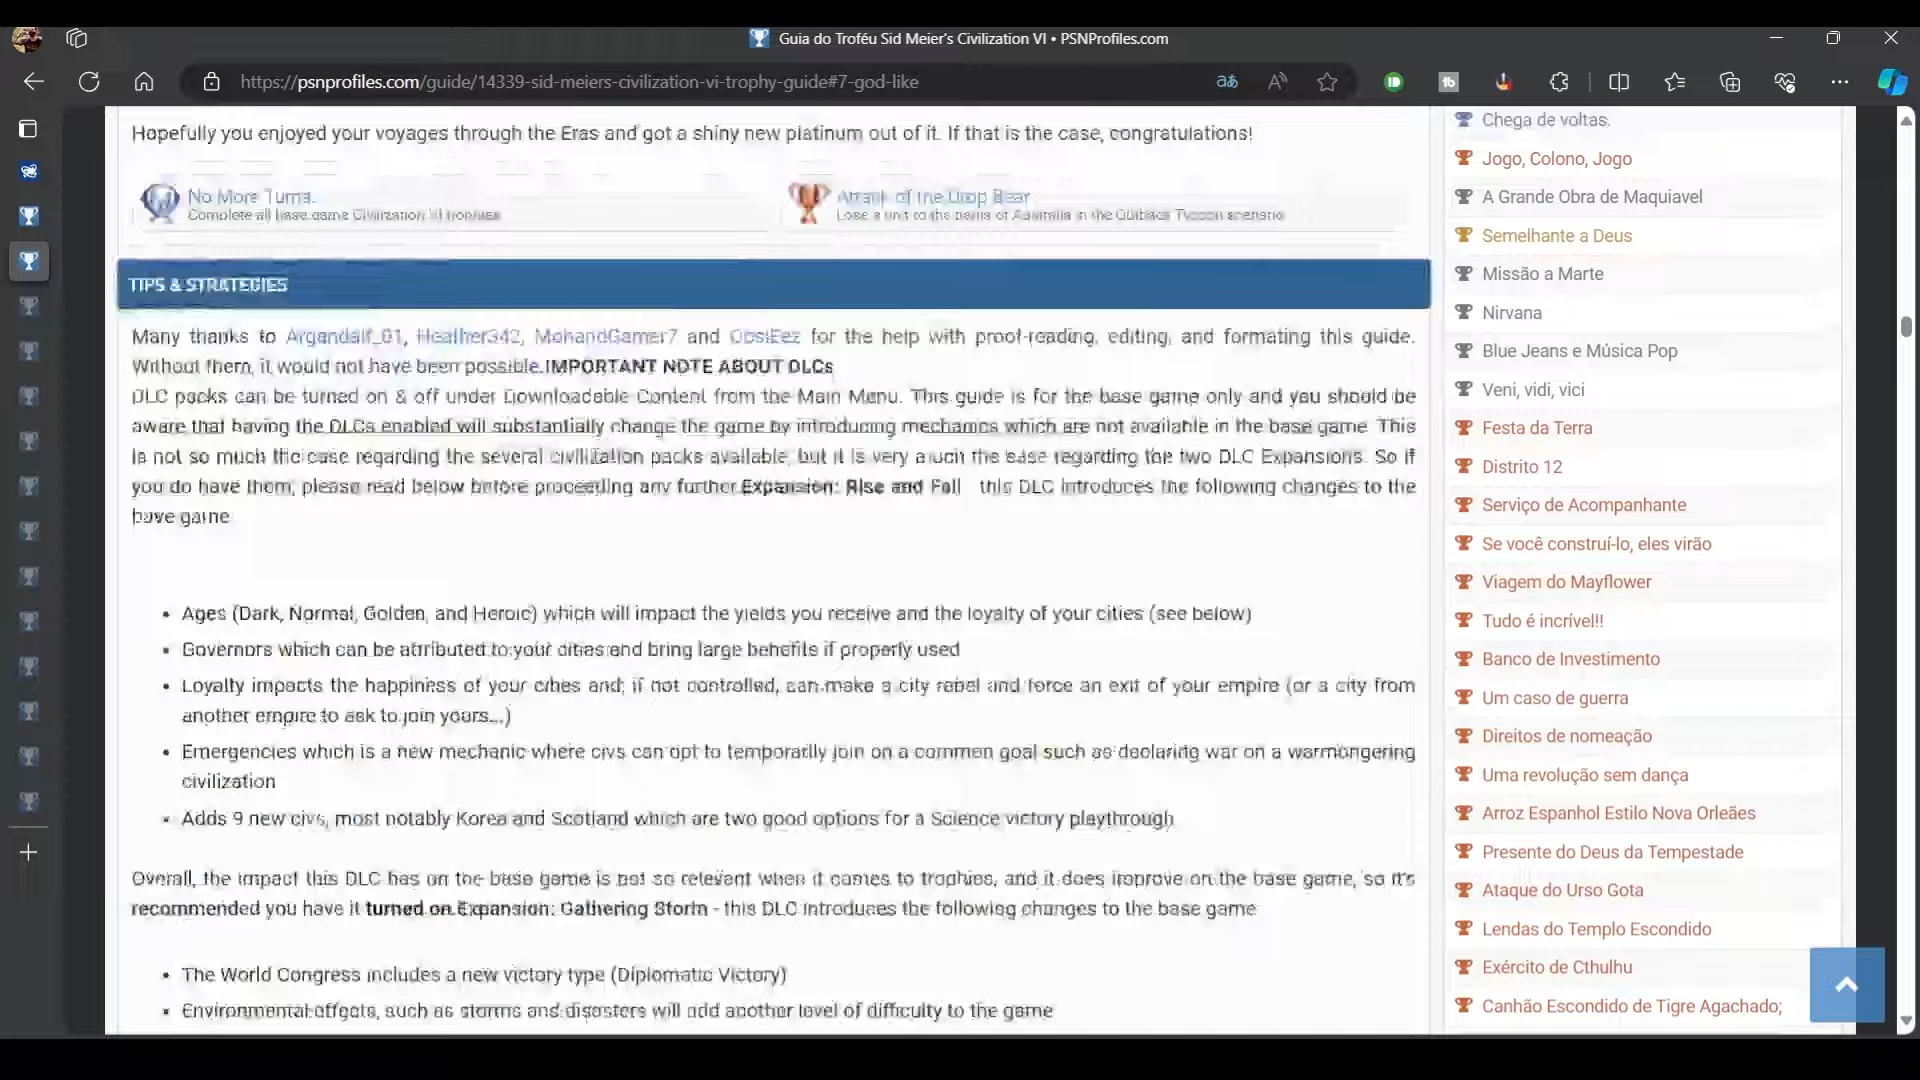 Guia do Troféu Sid Meier's Civilization VI • PSNProfiles.com
https://psnprofiles.com/guide/14339-sid-meiers-civilization-vi-trophy-guide#7-god-like
Hopefully you enjoyed your voyages through the Eras and got a shiny new platinum out of it. If that is the case, congratulations!
No More Turns.
Complete all base game Civilization VI trophies
Attack of the Drop Bear
Lose a unit to the of Australia in the Outback Tycoon scenario
TIPS & STRATEGIES
Many thanks to Heather342, MohandGamer7 and for the help with proof-reading, editing, and formating this guide.
Without them, it would not have been possible.IMPORTANT NOTE ABOUT DLCs
DLC packs can be turned on & off under Downloadable Content from the Main Menu. This guide is for the base game only and you should be
aware that having the DLCs enabled will substantially change the game by introducing mechanics which are not available in the base game. This
is not so much the case regarding the several civilization packs available, but it is very much the case regarding the two DLC Expansions. So if
you do have them, please read below before proceeding any further.Expansion: Rise and Fall this DLC introduces the following changes to the
base game
• Ages (Dark, Normal, Golden, and Heroic) which will impact the yields you receive and the loyalty of your cities (see below)
• Governors which can be attributed to your cities and bring large benefits if properly used
• Loyalty impacts the happiness of your cities and, if not controlled, can make a city rebel and force an exit of your empire (or a city from
another empire to ask to join yours...)
• Emergencies which is a new mechanic where civs can opt to temporarily join on a common goal such as declaring war on a warmongering
civilization
• Adds 9 new civs, most notably Korea and Scotland which are two good options for a Science victory playthrough
Overall, the impact this DLC has on the base game is not so relevant when it comes to trophies, and it does improve on the base game, so it's
recommended you have it turned on.Expansion: Gathering Storm - this DLC introduces the following changes to the base game
• The World Congress includes a new victory type (Diplomatic Victory)
• Environmental effects, such as storms and disasters will add another level of difficulty to the game
Chega de voltas.
Jogo, Colono, Jogo
A Grande Obra de Maquiavel
Semelhante a Deus
Missão a Marte
Nirvana
Blue Jeans e Música Pop
Veni, vidi, vici
Festa da Terra
Distrito 12
Serviço de Acompanhante
Se você construí-lo, eles virão
Viagem do Mayflower
Tudo é incrível!!
Banco de Investimento
Um caso de guerra
Direitos de nomeação
Uma revolução sem dança
Arroz Espanhol Estilo Nova Orleães
Presente do Deus da Tempestade
Ataque do Urso Gota
Lendas do Templo Escondido
Exército de Cthulhu
Canhão Escondido de Tigre Agachado;